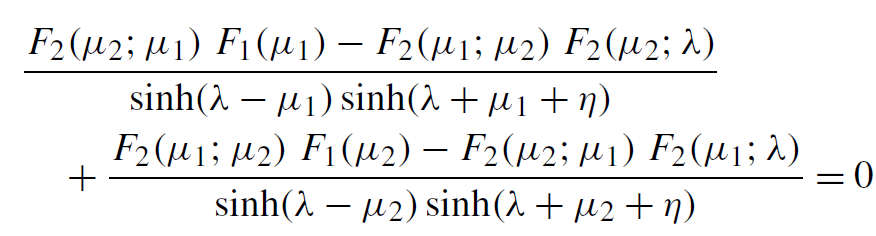 F₂(μ₂; μ₁) F₁(μ₁) − F₂(μ₁; μ₂) F₂(μ₂; λ)
sinh(λ − μ₁) sinh(λ + μ₁ + η)
+ F₂(μ₁; μ₂) F₁(μ₂) − F₂(μ₂; μ₁) F₂(μ₁; λ) = 0
sinh(λ − μ₂) sinh(λ + μ₂ + η)